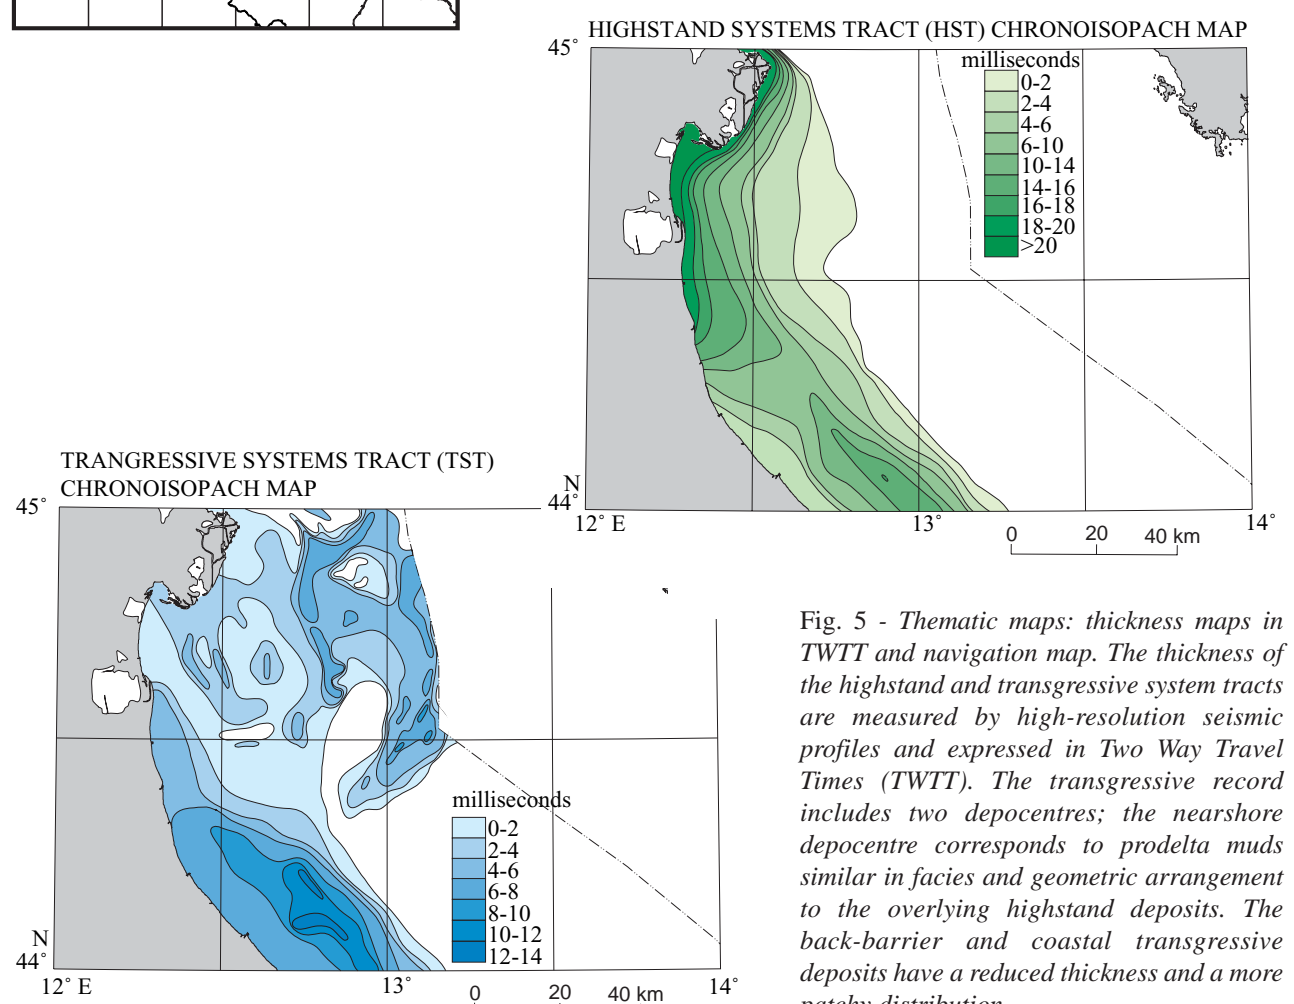 HIGHSTAND SYSTEMS TRACT (HST) CHRONOISOPACH MAP
45˚
milliseconds
0-2
2-4
4-6
6-10
10-14
14-16
16-18
18-20
>20
N
44˚
12˚ E
13˚
14˚
0 20 40 km
TRANGRESSIVE SYSTEMS TRACT (TST)
CHRONOISOPACH MAP
45˚
milliseconds
0-2
2-4
4-6
6-8
8-10
10-12
12-14
N
44˚
12˚ E
13˚
14˚
0 20 40 km
Fig. 5 - Thematic maps: thickness maps in
TWTT and navigation map. The thickness of
the highstand and transgressive system tracts
are measured by high-resolution seismic
profiles and expressed in Two Way Travel
Times (TWTT). The transgressive record
includes two depocentres; the nearshore
depocentre corresponds to prodelta muds
similar in facies and geometric arrangement
to the overlying highstand deposits. The
back-barrier and coastal transgressive
deposits have a reduced thickness and a more
patchy distribution.